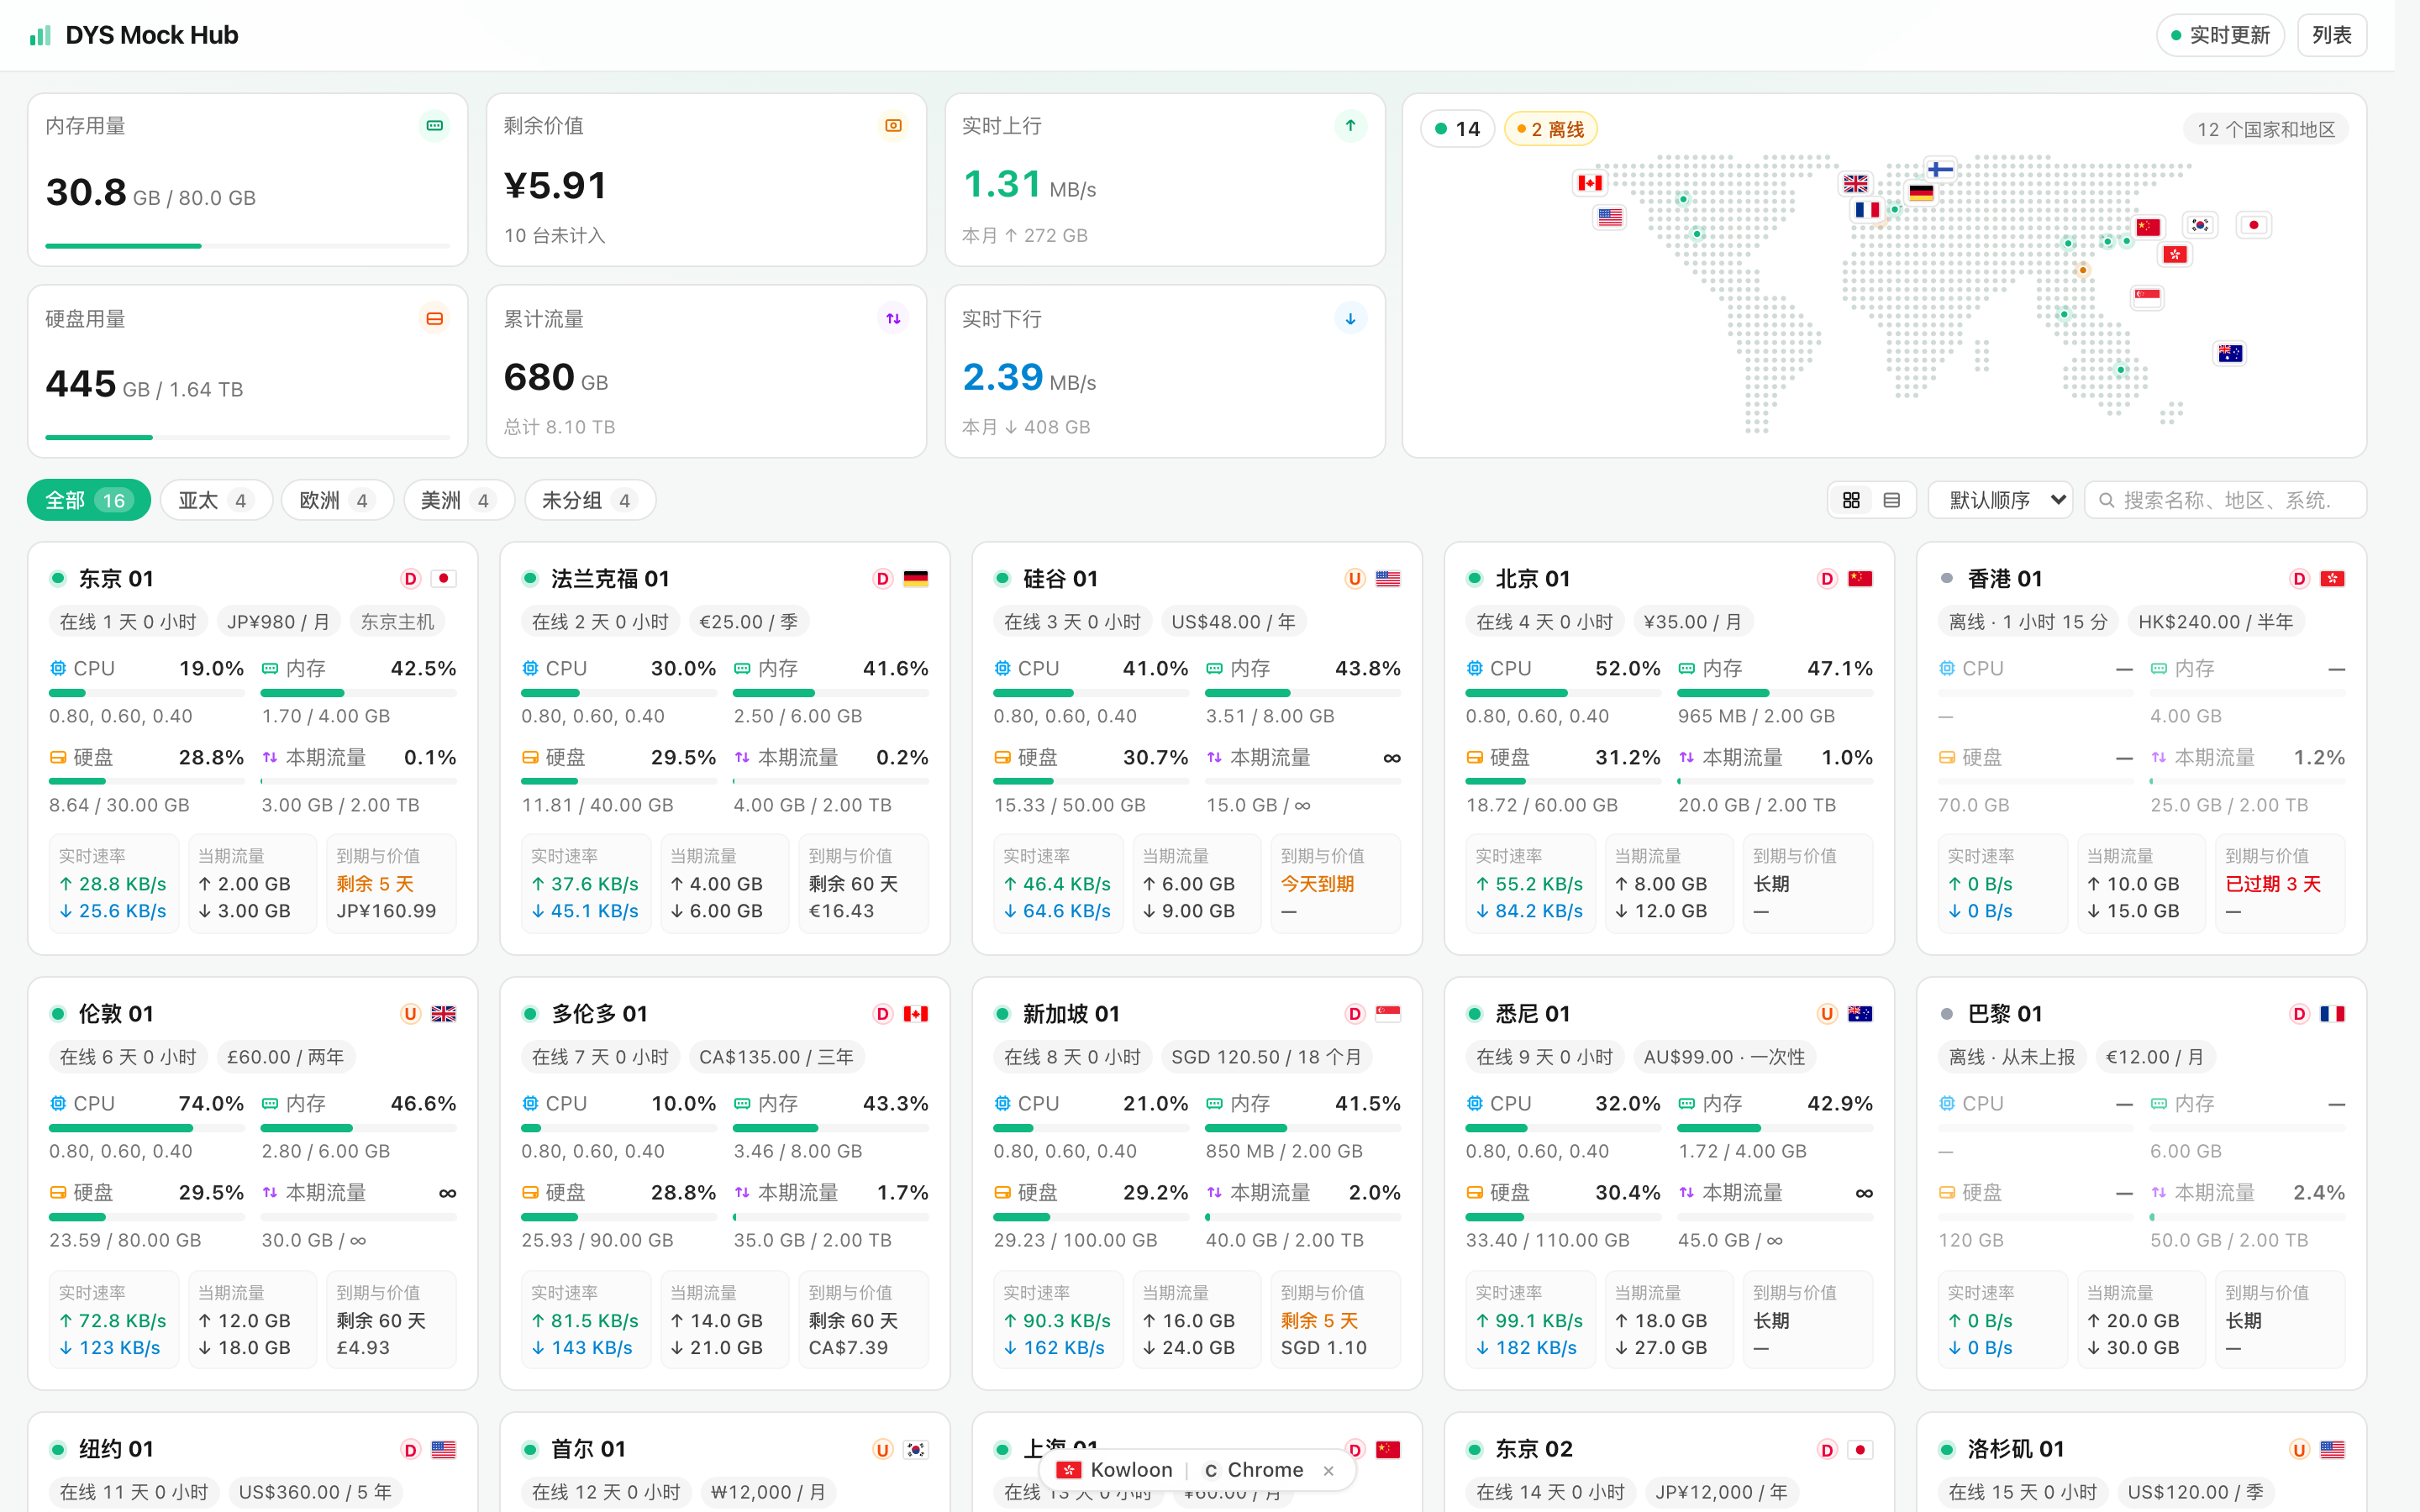 DYS Mock Hub
实时更新
列表
内存用量
30.8 GB / 80.0 GB
剩余价值
¥5.91
10 台未计入
实时上行
1.31 MB/s
本月 ↑ 272 GB
14
2 离线
12 个国家和地区
硬盘用量
445 GB / 1.64 TB
累计流量
680 GB
总计 8.10 TB
实时下行
2.39 MB/s
本月 ↓ 408 GB
全部 16
亚太 4
欧洲 4
美洲 4
未分组 4
默认顺序
搜索名称、地区、系统.
东京 01
D
在线 1 天 0 小时
JP¥980 / 月
东京主机
CPU 19.0%
内存 42.5%
0.80, 0.60, 0.40
1.70 / 4.00 GB
硬盘 28.8%
本期流量 0.1%
8.64 / 30.00 GB
3.00 GB / 2.00 TB
实时速率
↑ 28.8 KB/s
↓ 25.6 KB/s
当期流量
↑ 2.00 GB
↓ 3.00 GB
到期与价值
剩余 5 天
JP¥160.99
法兰克福 01
D
在线 2 天 0 小时
€25.00 / 季
CPU 30.0%
内存 41.6%
0.80, 0.60, 0.40
2.50 / 6.00 GB
硬盘 29.5%
本期流量 0.2%
11.81 / 40.00 GB
4.00 GB / 2.00 TB
实时速率
↑ 37.6 KB/s
↓ 45.1 KB/s
当期流量
↑ 4.00 GB
↓ 6.00 GB
到期与价值
剩余 60 天
€16.43
硅谷 01
U
在线 3 天 0 小时
US$48.00 / 年
CPU 41.0%
内存 43.8%
0.80, 0.60, 0.40
3.51 / 8.00 GB
硬盘 30.7%
本期流量 ∞
15.33 / 50.00 GB
15.0 GB / ∞
实时速率
↑ 46.4 KB/s
↓ 64.6 KB/s
当期流量
↑ 6.00 GB
↓ 9.00 GB
到期与价值
今天到期
—
北京 01
D
在线 4 天 0 小时
¥35.00 / 月
CPU 52.0%
内存 47.1%
0.80, 0.60, 0.40
965 MB / 2.00 GB
硬盘 31.2%
本期流量 1.0%
18.72 / 60.00 GB
20.0 GB / 2.00 TB
实时速率
↑ 55.2 KB/s
↓ 84.2 KB/s
当期流量
↑ 8.00 GB
↓ 12.0 GB
到期与价值
长期
—
香港 01
D
离线 · 1 小时 15 分
HK$240.00 / 半年
CPU —
内存 —
—
4.00 GB
硬盘 —
本期流量 1.2%
70.0 GB
25.0 GB / 2.00 TB
实时速率
↑ 0 B/s
↓ 0 B/s
当期流量
↑ 10.0 GB
↓ 15.0 GB
到期与价值
已过期 3 天
—
伦敦 01
U
在线 6 天 0 小时
£60.00 / 两年
CPU 74.0%
内存 46.6%
0.80, 0.60, 0.40
2.80 / 6.00 GB
硬盘 29.5%
本期流量 ∞
23.59 / 80.00 GB
30.0 GB / ∞
实时速率
↑ 72.8 KB/s
↓ 123 KB/s
当期流量
↑ 12.0 GB
↓ 18.0 GB
到期与价值
剩余 60 天
£4.93
多伦多 01
D
在线 7 天 0 小时
CA$135.00 / 三年
CPU 10.0%
内存 43.3%
0.80, 0.60, 0.40
3.46 / 8.00 GB
硬盘 28.8%
本期流量 1.7%
25.93 / 90.00 GB
35.0 GB / 2.00 TB
实时速率
↑ 81.5 KB/s
↓ 143 KB/s
当期流量
↑ 14.0 GB
↓ 21.0 GB
到期与价值
剩余 60 天
CA$7.39
新加坡 01
D
在线 8 天 0 小时
SGD 120.50 / 18 个月
CPU 21.0%
内存 41.5%
0.80, 0.60, 0.40
850 MB / 2.00 GB
硬盘 29.2%
本期流量 2.0%
29.23 / 100.00 GB
40.0 GB / 2.00 TB
实时速率
↑ 90.3 KB/s
↓ 162 KB/s
当期流量
↑ 16.0 GB
↓ 24.0 GB
到期与价值
剩余 5 天
SGD 1.10
悉尼 01
U
在线 9 天 0 小时
AU$99.00 · 一次性
CPU 32.0%
内存 42.9%
0.80, 0.60, 0.40
1.72 / 4.00 GB
硬盘 30.4%
本期流量 ∞
33.40 / 110.00 GB
45.0 GB / ∞
实时速率
↑ 99.1 KB/s
↓ 182 KB/s
当期流量
↑ 18.0 GB
↓ 27.0 GB
到期与价值
长期
—
巴黎 01
D
离线 · 从未上报
€12.00 / 月
CPU —
内存 —
—
6.00 GB
硬盘 —
本期流量 2.4%
120 GB
50.0 GB / 2.00 TB
实时速率
↑ 0 B/s
↓ 0 B/s
当期流量
↑ 20.0 GB
↓ 30.0 GB
到期与价值
长期
—
纽约 01
D
在线 11 天 0 小时
US$360.00 / 5 年
首尔 01
U
在线 12 天 0 小时
₩12,000 / 月
上海 01
D
在线 13 天 0 小时
¥60.00 / 月
东京 02
D
在线 14 天 0 小时
JP¥12,000 / 年
洛杉矶 01
U
在线 15 天 0 小时
US$120.00 / 季
Kowloon | C Chrome ×